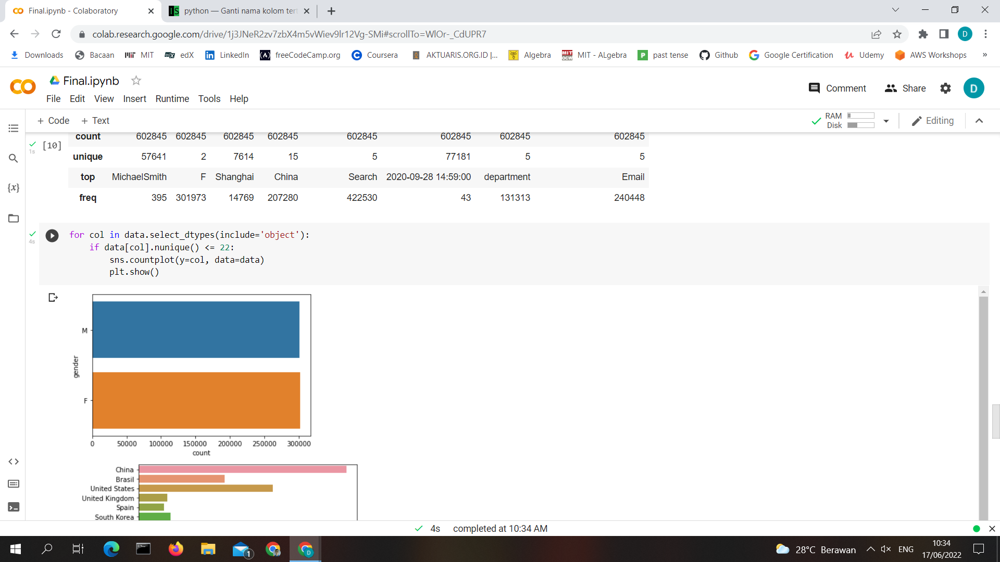 Final.ipynb - Colaboratory
python — Ganti nama kolom tert
colab.research.google.com/drive/1j3JNeR2zv7zbX4m5vWiev9lr12Vg-SMi#scrollTo=WlOr-_CdUPR7
D
Downloads Bacaan MIT edX LinkedIn freeCodeCamp.org Coursera AKTUARIS.ORG.ID |... Algebra MIT - ALgebra past tense Github Google Certification Udemy AWS Workshops »
Final.ipynb
File Edit View Insert Runtime Tools Help
Comment Share D
+ Code + Text
RAM
Disk
Editing
[10]
1s
count 602845 602845 602845 602845 602845 602845 602845 602845
unique 57641 2 7614 15 5 77181 5 5
top MichaelSmith F Shanghai China Search 2020-09-28 14:59:00 department Email
freq 395 301973 14769 207280 422530 43 131313 240448
4s
for col in data.select_dtypes(include='object'):
if data[col].nunique() <= 22:
sns.countplot(y=col, data=data)
plt.show()
M
gender
F
0 50000 100000 150000 200000 250000 300000
count
China
Brasil
United States
United Kingdom
Spain
South Korea
4s completed at 10:34 AM
1
D
28°C Berawan
ENG
10:34
17/06/2022